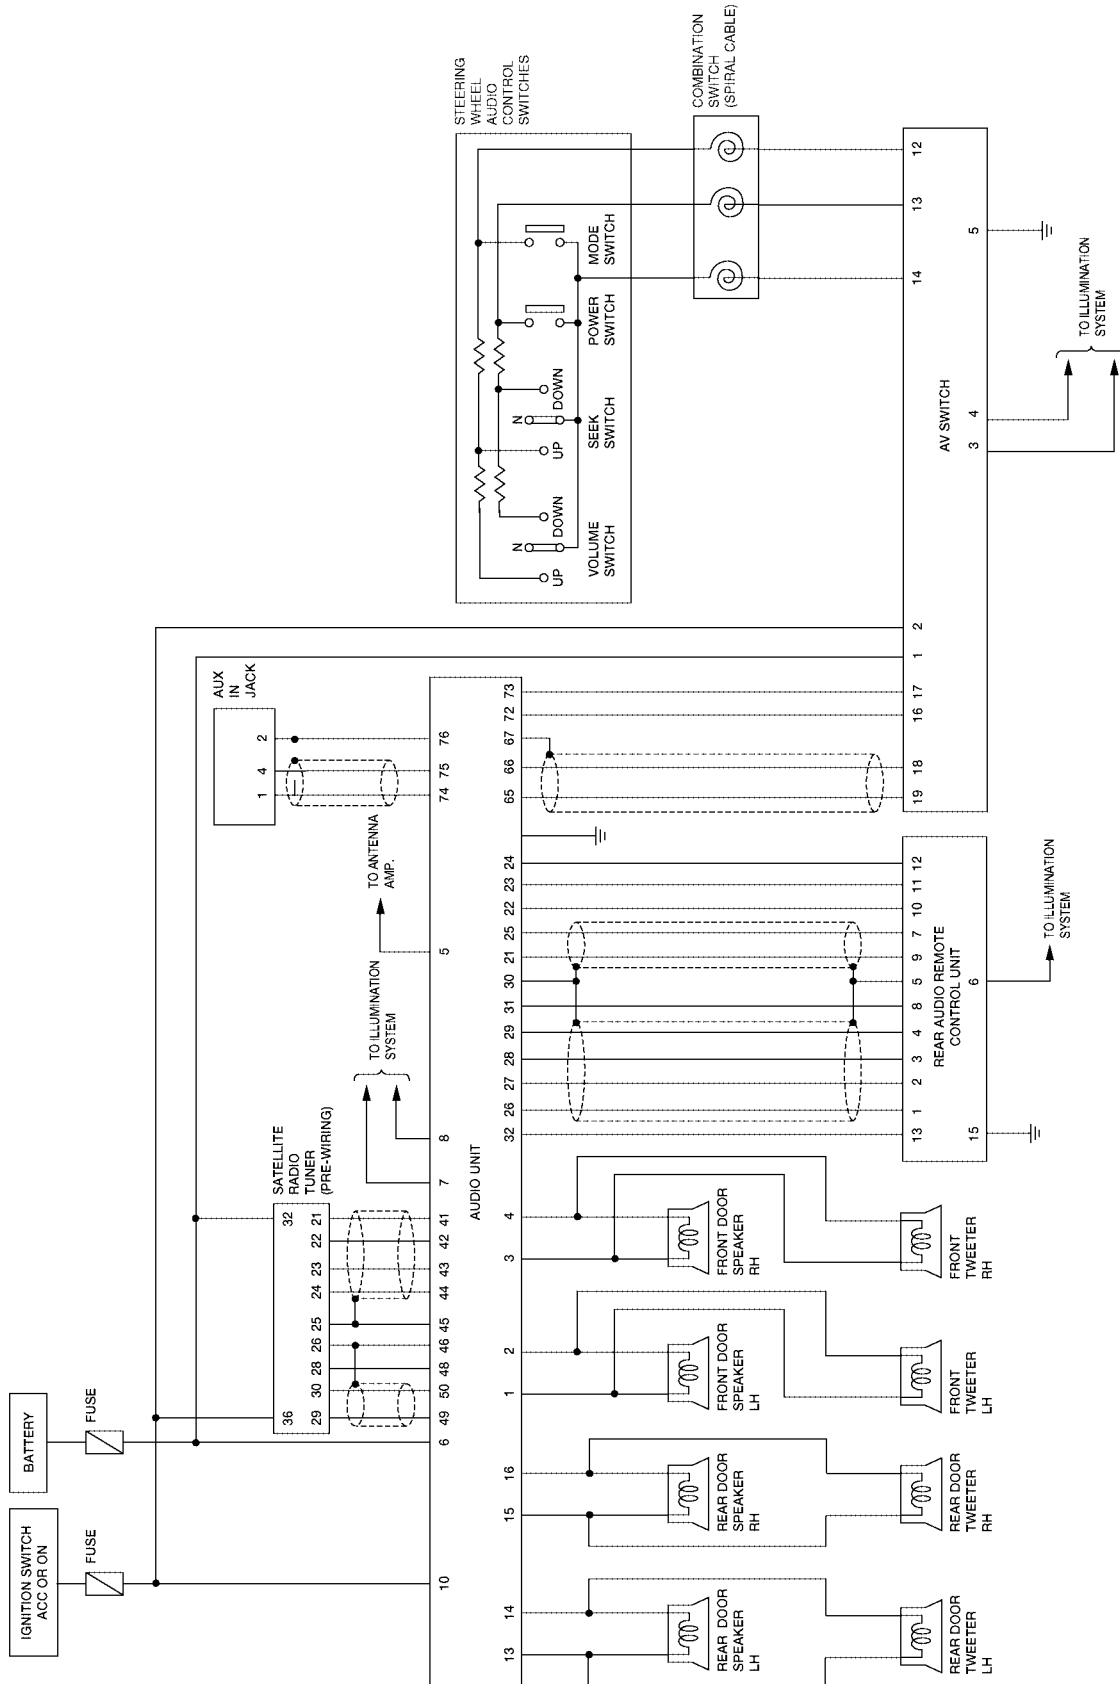 IGNITION SWITCH
ACC OR ON
BATTERY
FUSE
FUSE
SATELLITE
RADIO
TUNER
(PRE-WIRING)
36
32
29 30 28 26 25 24 23 22 21
TO ILLUMINATION
SYSTEM
TO ANTENNA
AMP.
AUX
IN
JACK
1 4 2
10 6 49 50 48 46 45 44 43 42 41 7 8 5 74 75 76
AUDIO UNIT
13 14 15 16 1 2 3 4 32 26 27 28 29 31 30 21 25 22 23 24 65 66 67 72 73
STEERING
WHEEL
AUDIO
CONTROL
SWITCHES
UP
N
DOWN
VOLUME
SWITCH
UP
N
DOWN
SEEK
SWITCH
POWER
SWITCH
MODE
SWITCH
COMBINATION
SWITCH
(SPIRAL CABLE)
REAR DOOR
SPEAKER
LH
REAR DOOR
SPEAKER
RH
FRONT DOOR
SPEAKER
LH
FRONT DOOR
SPEAKER
RH
13 1 2 3 4 8 5 9 7 10 11 12
REAR AUDIO REMOTE
CONTROL UNIT
15 6
19 18 16 17 1 2 14 13 12
AV SWITCH
3 4 5
REAR DOOR
TWEETER
LH
REAR DOOR
TWEETER
RH
FRONT
TWEETER
LH
FRONT
TWEETER
RH
TO ILLUMINATION
SYSTEM
TO ILLUMINATION
SYSTEM